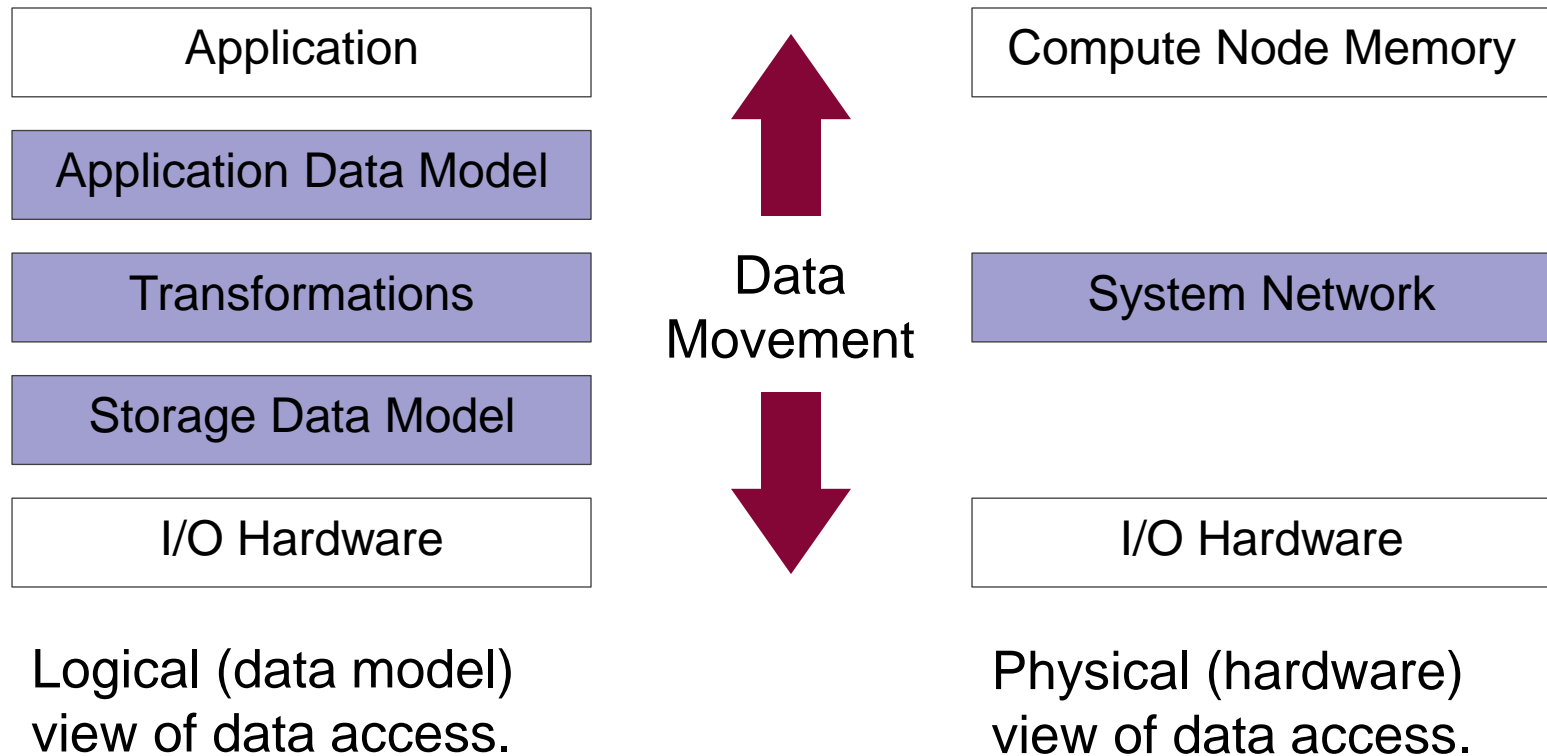 Application
Application Data Model
Transformations
Storage Data Model
I/O Hardware
Logical (data model)
view of data access.
Data
Movement
Compute Node Memory
System Network
I/O Hardware
Physical (hardware)
view of data access.